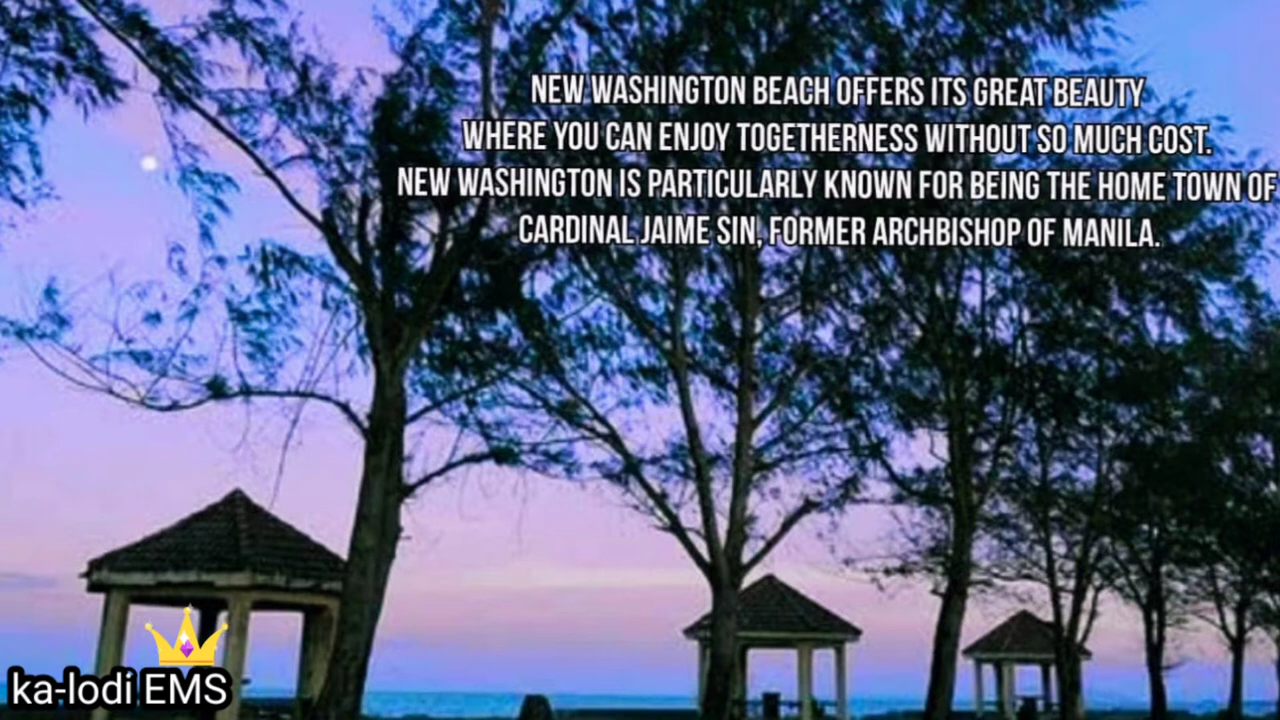 NEW WASHINGTON BEACH OFFERS ITS GREAT BEAUTY
WHERE YOU CAN ENJOY TOGETHERNESS WITHOUT SO MUCH COST.
NEW WASHINGTON IS PARTICULARLY KNOWN FOR BEING THE HOME TOWN OF
CARDINAL JAIME SIN, FORMER ARCHBISHOP OF MANILA.
ka-lodi EMS